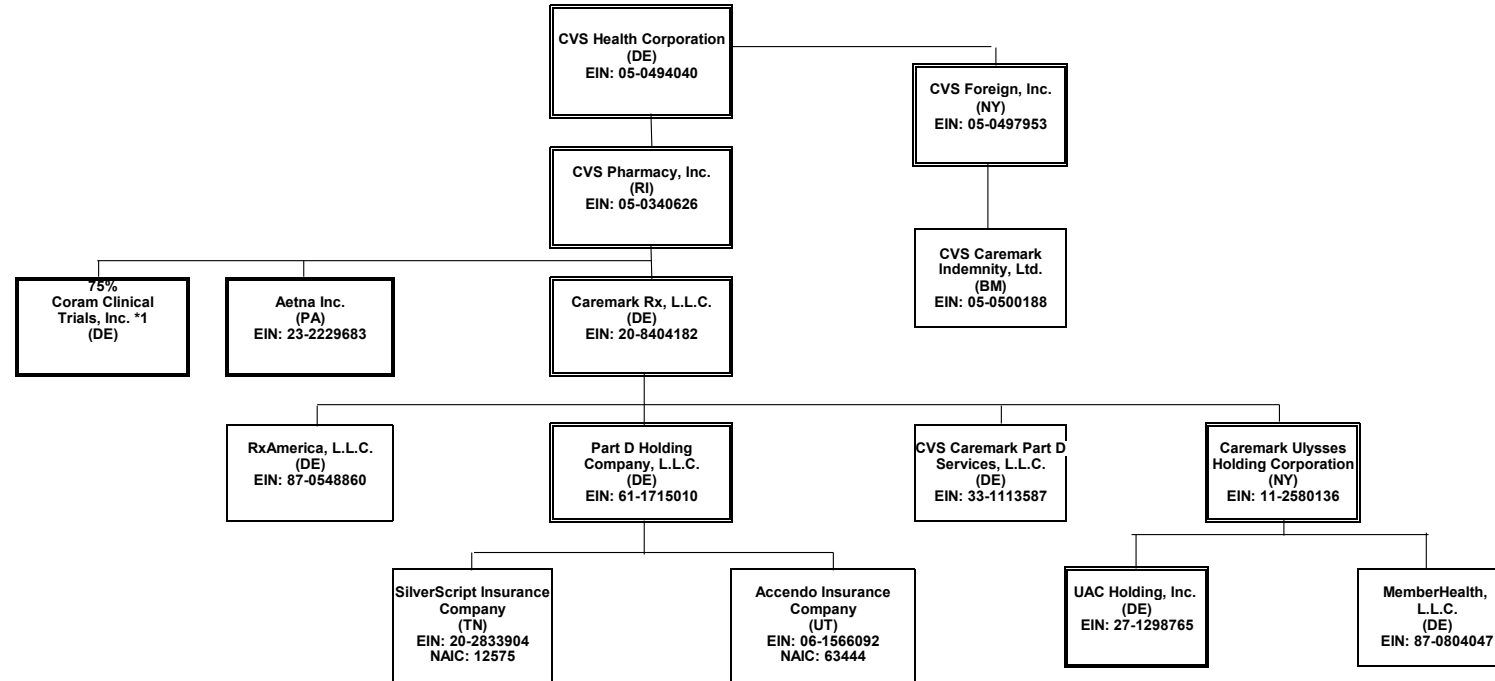 CVS Health Corporation
(DE)
EIN: 05-0494040
CVS Foreign, Inc.
(NY)
EIN: 05-0497953
CVS Pharmacy, Inc.
(RI)
EIN: 05-0340626
CVS Caremark
Indemnity, Ltd.
(BM)
EIN: 05-0500188
75%
Coram Clinical
Trials, Inc. *1
(DE)
Aetna Inc.
(PA)
EIN: 23-2229683
Caremark Rx, L.L.C.
(DE)
EIN: 20-8404182
RxAmerica, L.L.C.
(DE)
EIN: 87-0548860
Part D Holding
Company, L.L.C.
(DE)
EIN: 61-1715010
CVS Caremark Part D
Services, L.L.C.
(DE)
EIN: 33-1113587
Caremark Ulysses
Holding Corporation
(NY)
EIN: 11-2580136
SilverScript Insurance
Company
(TN)
EIN: 20-2833904
NAIC: 12575
Accendo Insurance
Company
(UT)
EIN: 06-1566092
NAIC: 63444
UAC Holding, Inc.
(DE)
EIN: 27-1298765
MemberHealth,
L.L.C.
(DE)
EIN: 87-0804047